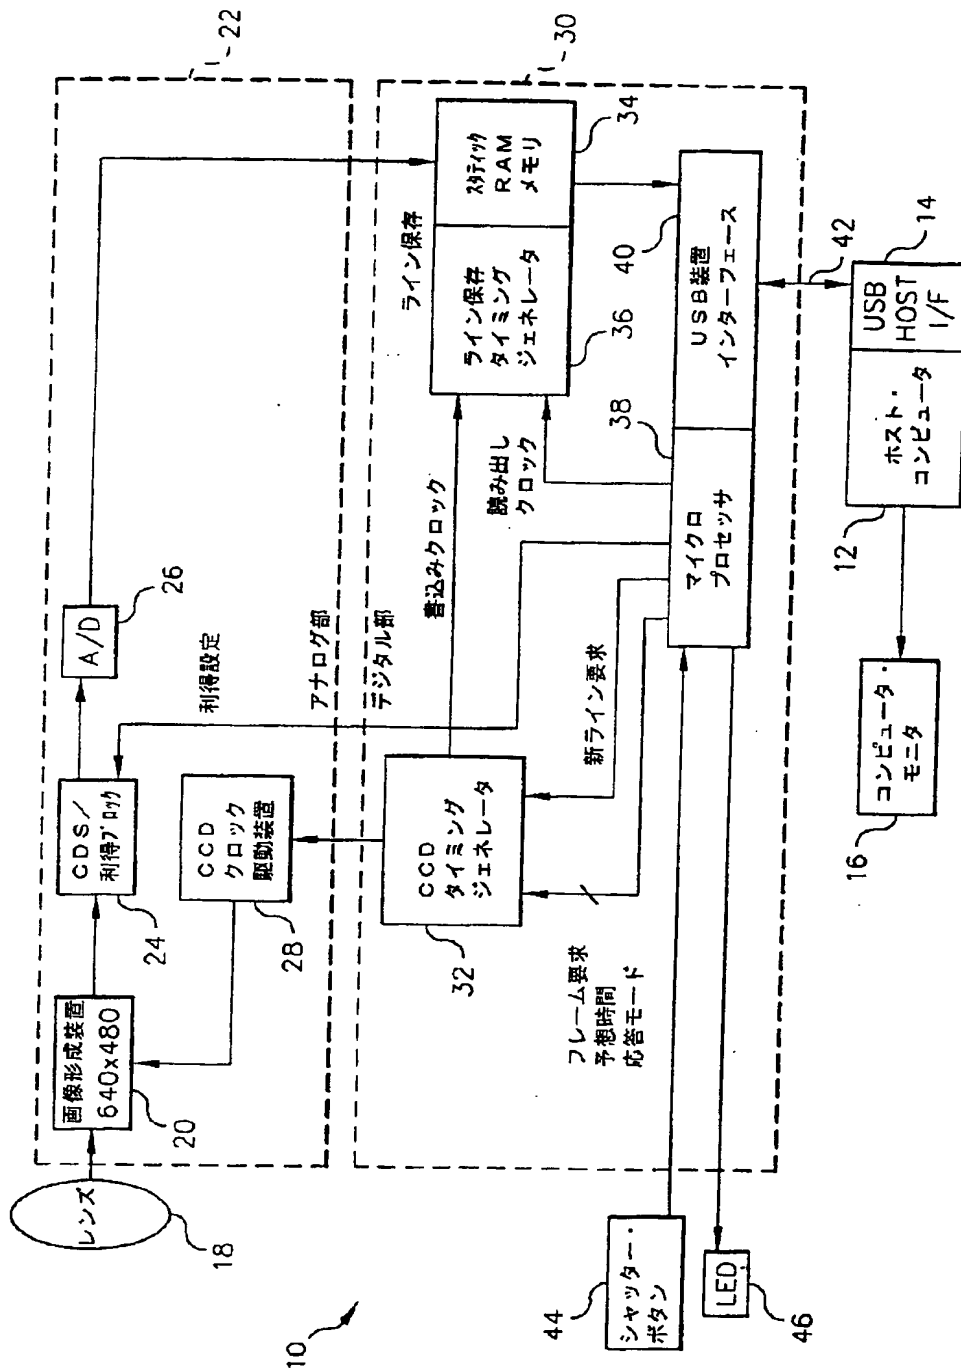 10
レンズ
18
画像形成装置
640x480
20
CDS／
利得ブロック
24
A/D
26
22
CCD
クロック
駆動装置
28
利得設定
アナログ部
デジタル部
30
CCD
タイミング
ジェネレータ
32
書込みクロック
読み出し
クロック
新ライン要求
フレーム要求
予想時間
応答モード
ライン保存
ライン保存
タイミング
ジェネレータ
36
スタティック
RAM
メモリ
34
マイクロ
プロセッサ
38
USB装置
インターフェース
40
42
シャッター・
ボタン
44
LED
46
ホスト・
コンピュータ
12
USB
HOST
I/F
14
コンピュータ・
モニタ
16